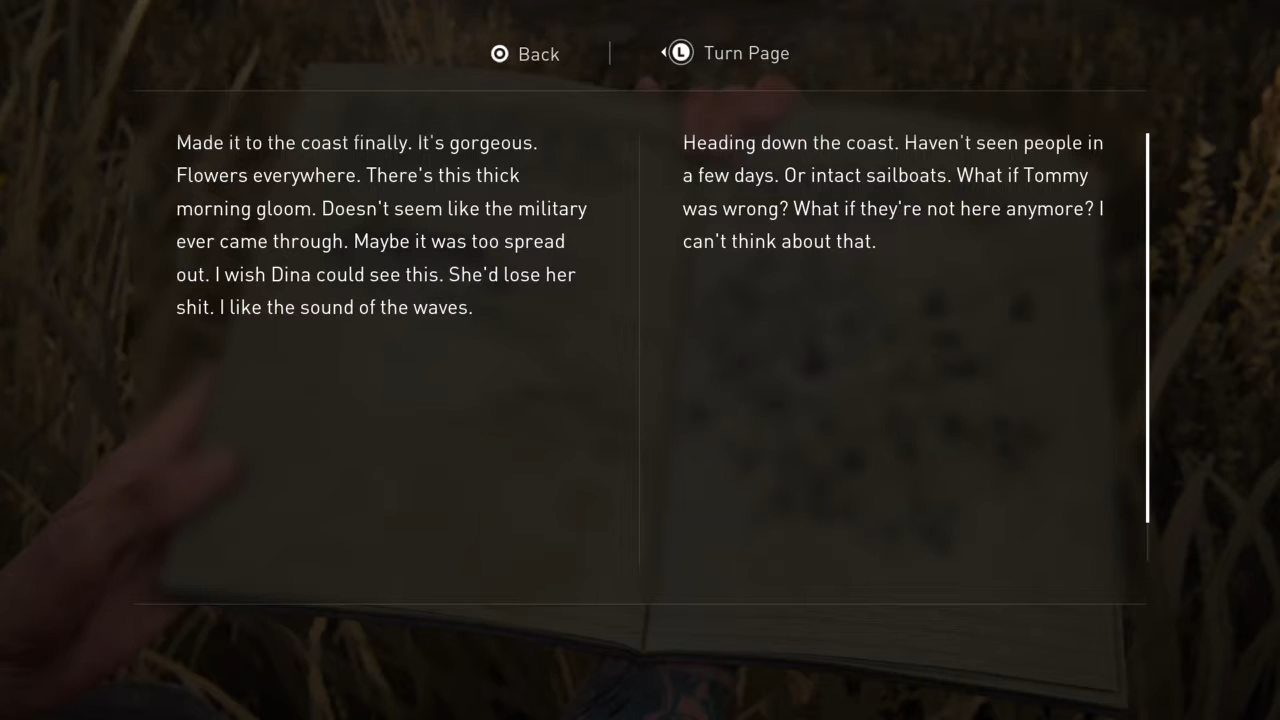 Back
L Turn Page
Made it to the coast finally. It's gorgeous.
Flowers everywhere. There's this thick
morning gloom. Doesn't seem like the military
ever came through. Maybe it was too spread
out. I wish Dina could see this. She'd lose her
shit. I like the sound of the waves.
Heading down the coast. Haven't seen people in
a few days. Or intact sailboats. What if Tommy
was wrong? What if they're not here anymore? I
can't think about that.